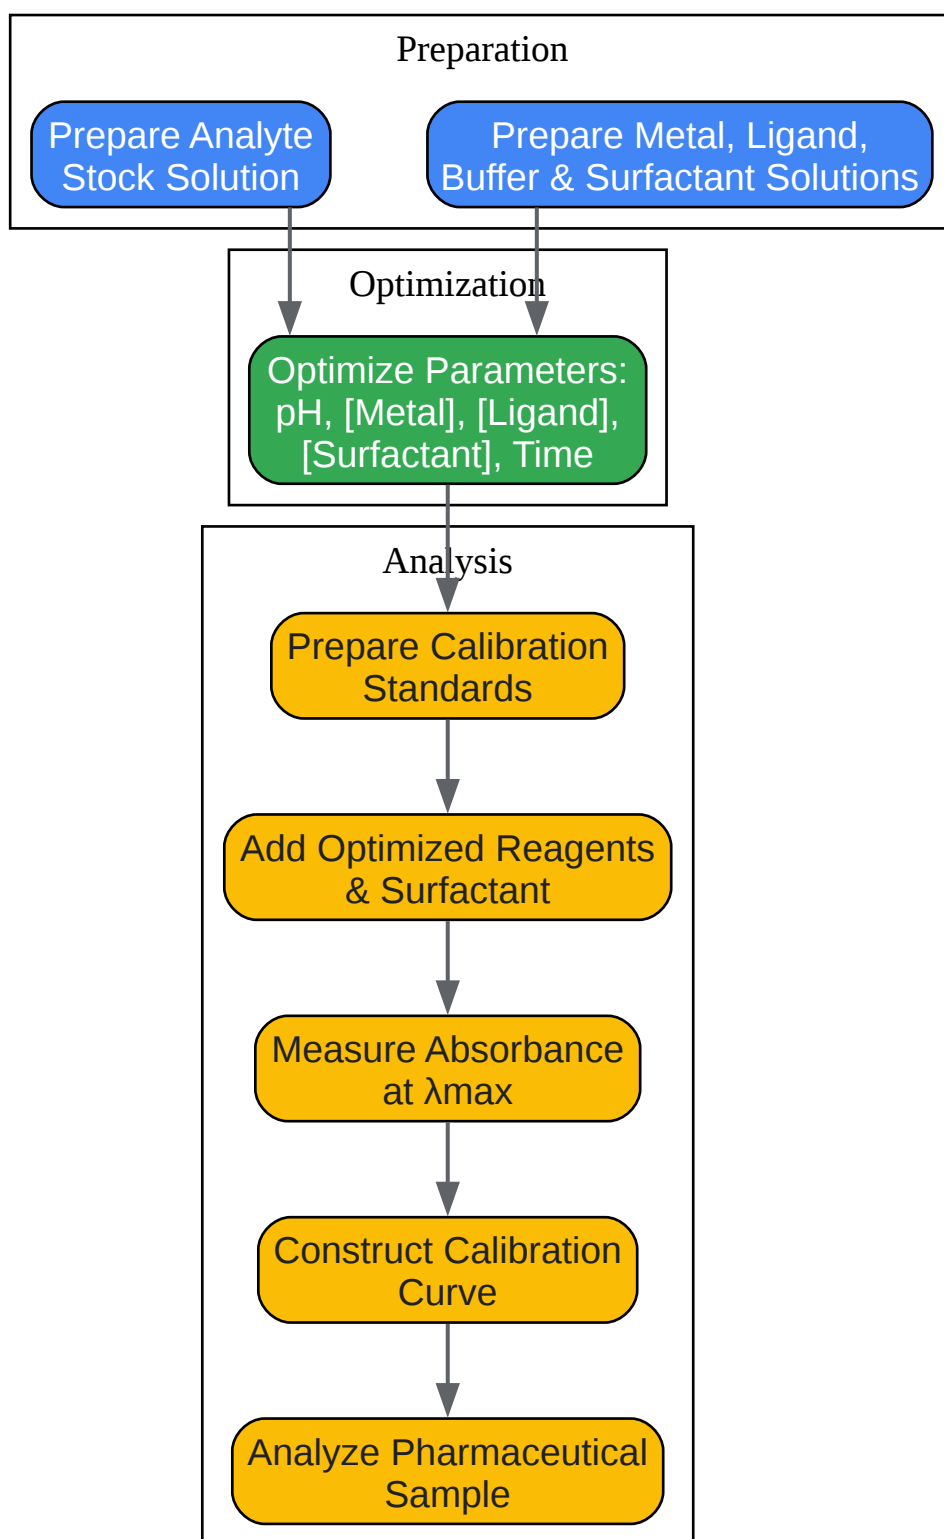 Preparation
Prepare Analyte
Stock Solution
Prepare Metal, Ligand,
Buffer & Surfactant Solutions
Optimization
Optimize Parameters:
pH, [Metal], [Ligand],
[Surfactant], Time
Analysis
Prepare Calibration
Standards
Add Optimized Reagents
& Surfactant
Measure Absorbance
at λmax
Construct Calibration
Curve
Analyze Pharmaceutical
Sample